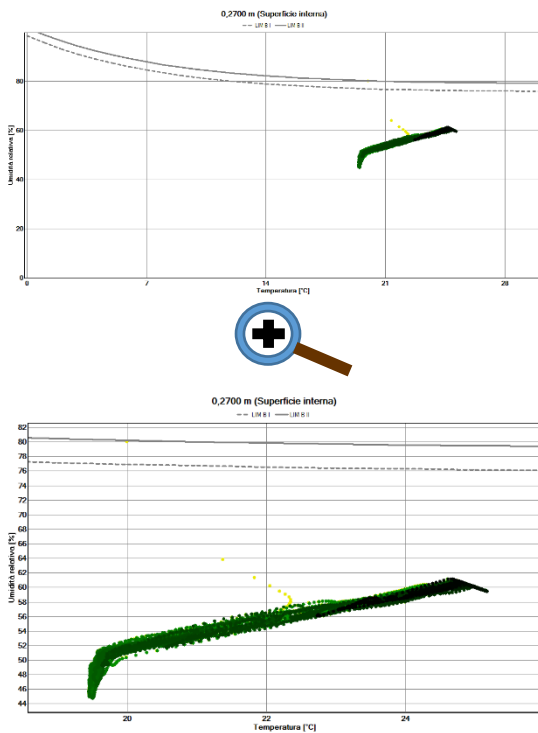 0,2700 m (Superficie interna)
LIM B I LIM B II
Umidità relativa [%]
80
60
40
20
0
0 7 14 21 28
Temperatura [°C]
0,2700 m (Superficie interna)
LIM B I LIM B II
Umidità relativa [%]
82
80
78
76
74
72
70
68
66
64
62
60
58
56
54
52
50
48
46
44
20 22 24
Temperatura [°C]